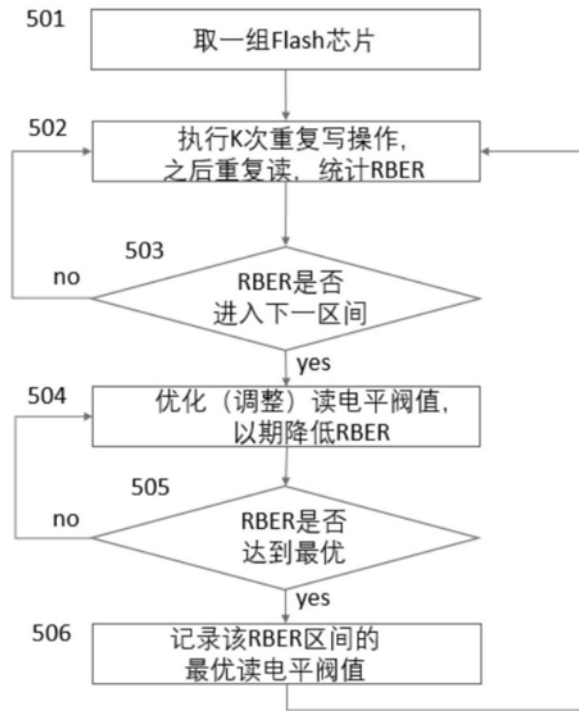 501
取一组Flash芯片
502
执行K次重复写操作，
之后重复读，统计RBER
503
no
RBER是否
进入下一区间
yes
504
优化（调整）读电平阀值，
以期降低RBER
505
no
RBER是否
达到最优
yes
506
记录该RBER区间的
最优读电平阀值